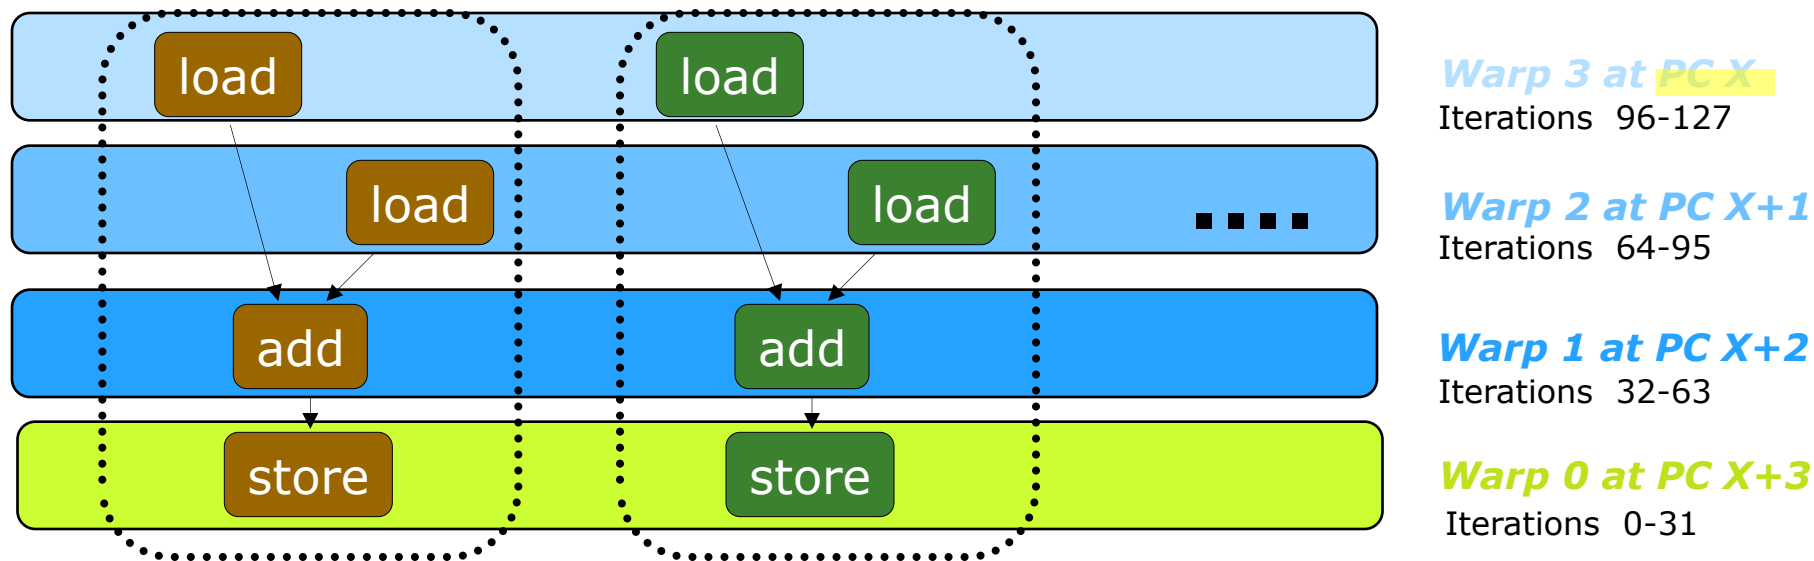 load load
Warp 3 at PC X
Iterations 96-127
load load
Warp 2 at PC X+1
Iterations 64-95
add add
Warp 1 at PC X+2
Iterations 32-63
store store
Warp 0 at PC X+3
Iterations 0-31